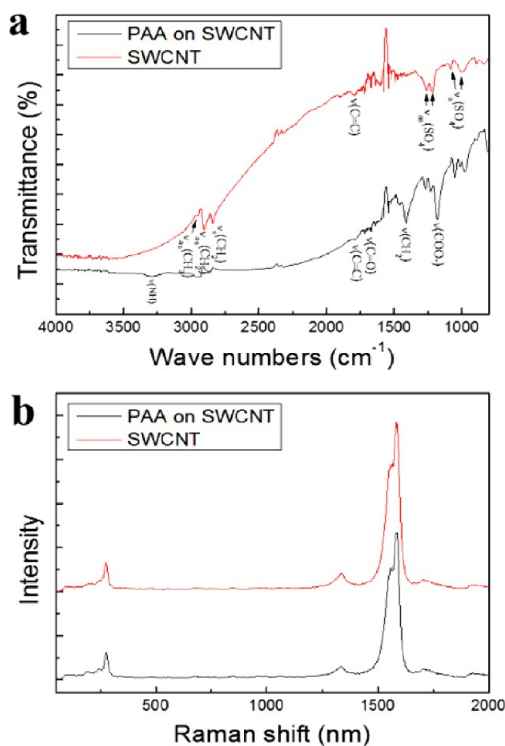 a
PAA on SWCNT
SWCNT
Transmittance (%)
ν(C=C)
ν(CH₂)
ν(COO-)
4000 3500 3000 2500 2000 1500 1000
Wave numbers (cm⁻¹)
b
PAA on SWCNT
SWCNT
Intensity
500 1000 1500 2000
Raman shift (nm)